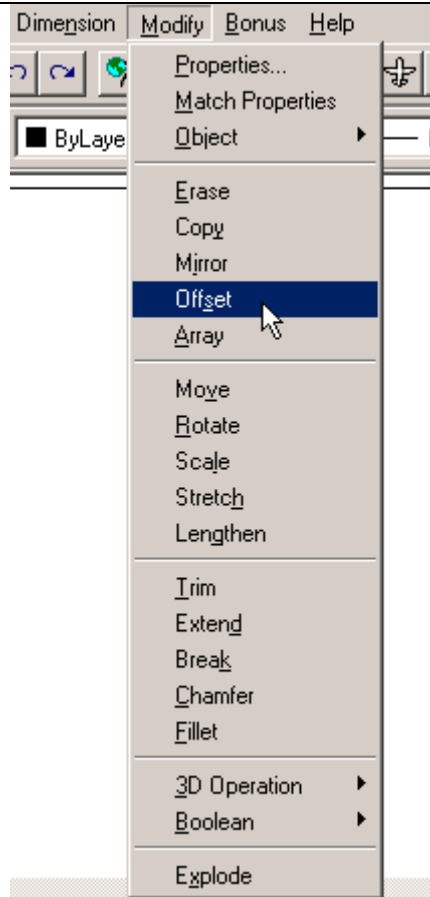 Dimension Modify Bonus Help
Properties...
Match Properties
ByLaye
Object
Erase
Copy
Mirror
Offset
Array
Move
Rotate
Scale
Stretch
Lengthen
Trim
Extend
Break
Chamfer
Fillet
3D Operation
Boolean
Explode